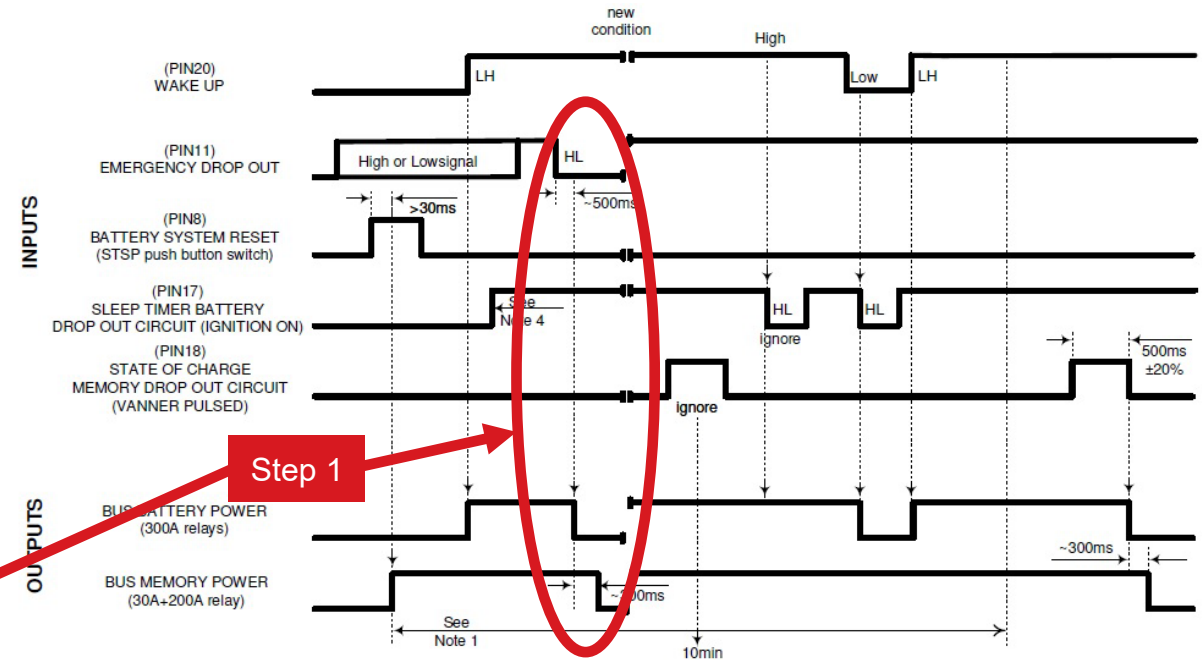 new
condition
High
(PIN20)
WAKE UP
LH
Low
LH
(PIN11)
EMERGENCY DROP OUT
High or Lowsignal
HL
~500ms
>30ms
(PIN8)
BATTERY SYSTEM RESET
(STSP push button switch)
INPUTS
(PIN17)
SLEEP TIMER BATTERY
DROP OUT CIRCUIT (IGNITION ON)
See
Note 4
HL
HL
ignore
(PIN18)
STATE OF CHARGE
MEMORY DROP OUT CIRCUIT
(VANNER PULSED)
500ms
±20%
ignore
Step 1
OUTPUTS
BUS BATTERY POWER
(300A relays)
~300ms
BUS MEMORY POWER
(30A+200A relay)
See
Note 1
10min